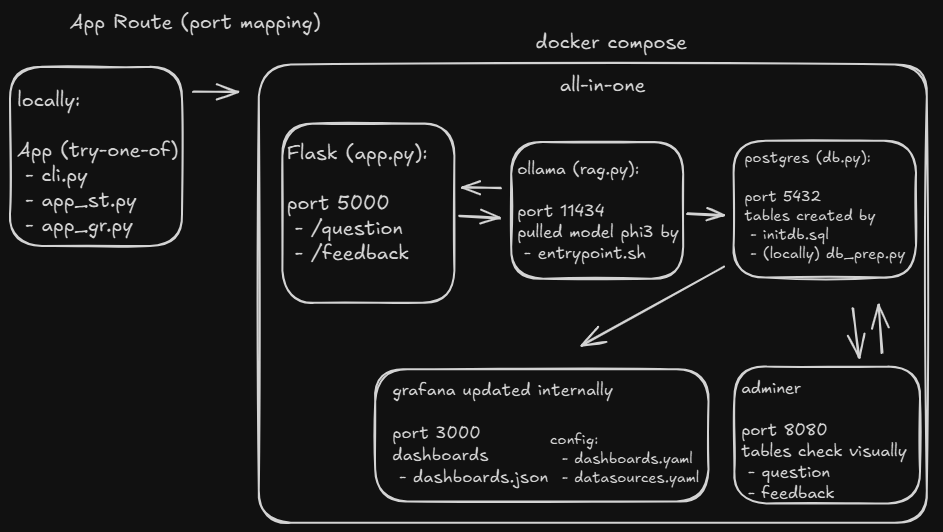 App Route (port mapping)
docker compose
all-in-one
locally:
App (try-one-of)
- cli.py
- app_st.py
- app_gr.py
Flask (app.py):
port 5000
- /question
- /feedback
ollama (rag.py):
port 11434
pulled model phi3 by
- entrypoint.sh
postgres (db.py):
port 5432
tables created by
- initdb.sql
- (locally) db_prep.py
grafana updated internally
port 3000
dashboards
- dashboards.json
config:
- dashboards.yaml
- datasources.yaml
adminer
port 8080
tables check visually
- question
- feedback